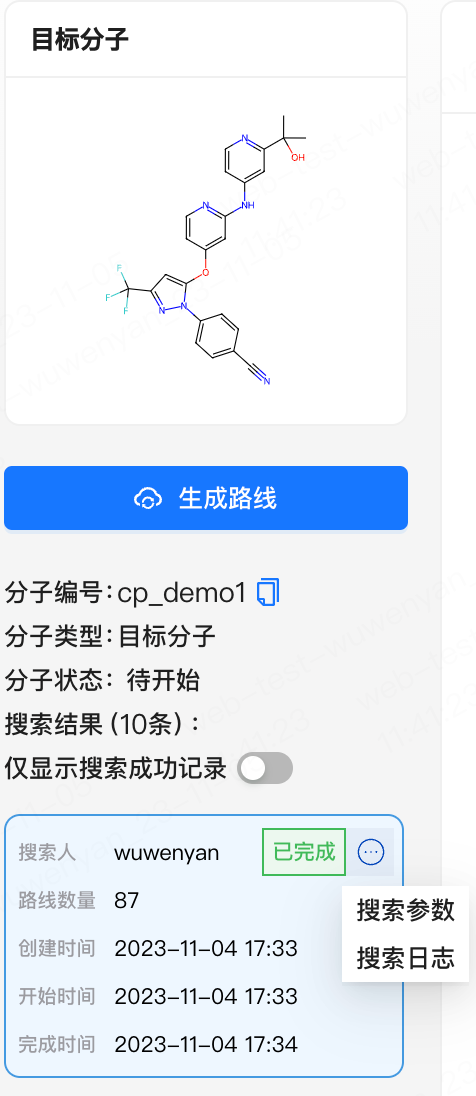 目标分子
N
OH
NH
N
O
F
F
F
N
N
N
生成路线
分子编号：cp_demo1
分子类型：目标分子
分子状态： 待开始
搜索结果（10条）：
仅显示搜索成功记录
搜索人 wuwenyan 已完成
路线数量 87
搜索参数
创建时间 2023-11-04 17:33
搜索日志
开始时间 2023-11-04 17:33
完成时间 2023-11-04 17:34